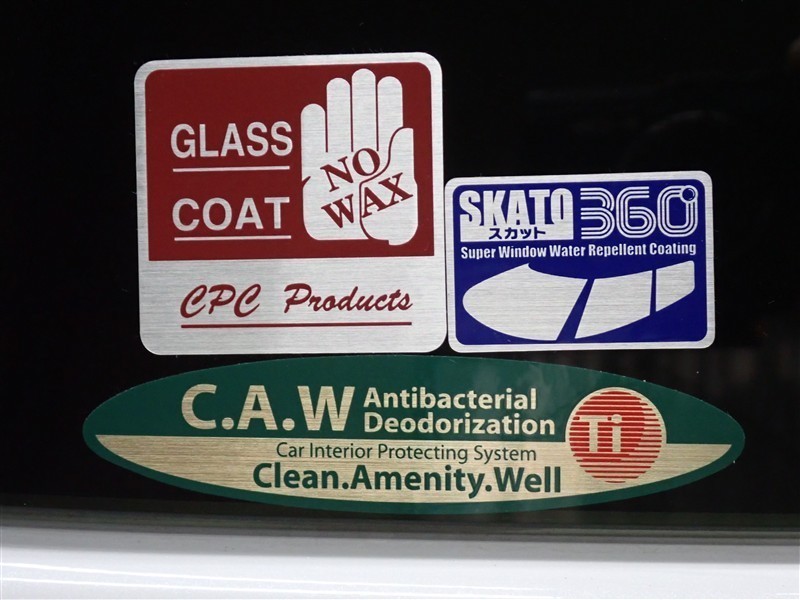 GLASS
COAT
NO
WAX
CPC Products
SKATO 360°
スカット
Super Window Water Repellent Coating
C.A.W Antibacterial
Deodorization
Ti
Car Interior Protecting System
Clean.Amenity.Well